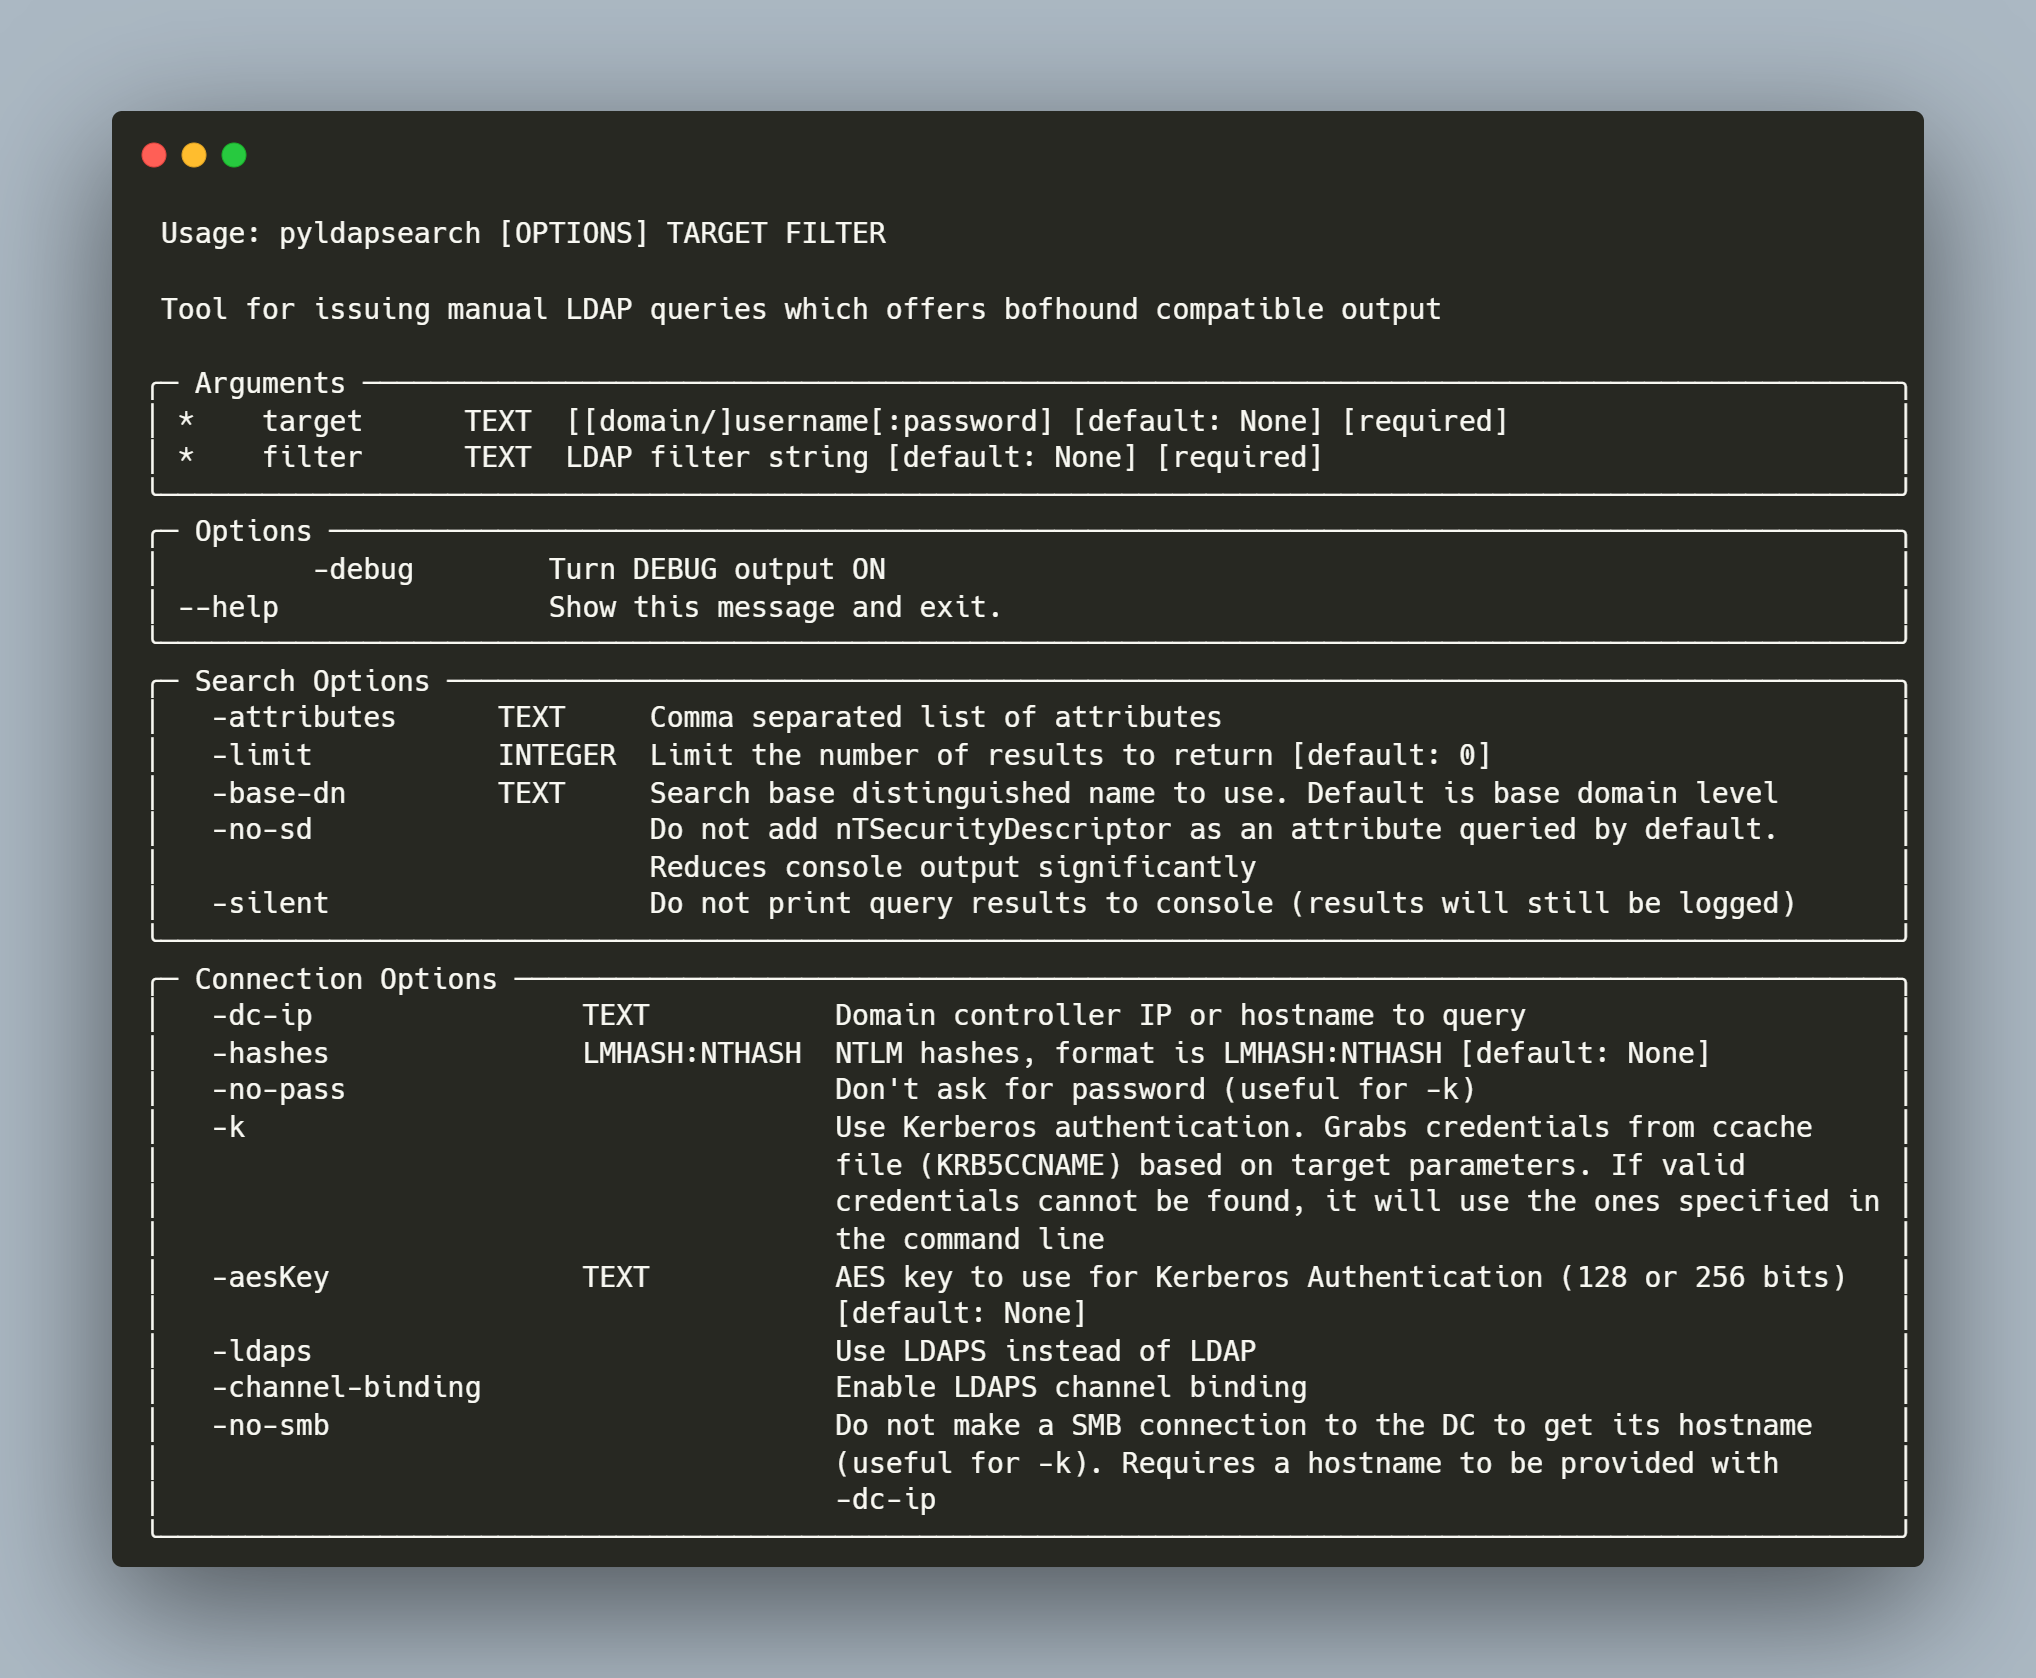 Usage: pyldapsearch [OPTIONS] TARGET FILTER
Tool for issuing manual LDAP queries which offers bofhound compatible output
Arguments
* target TEXT [[domain/]username[:password] [default: None] [required]
* filter TEXT LDAP filter string [default: None] [required]
Options
-debug Turn DEBUG output ON
--help Show this message and exit.
Search Options
-attributes TEXT Comma separated list of attributes
-limit INTEGER Limit the number of results to return [default: 0]
-base-dn TEXT Search base distinguished name to use. Default is base domain level
-no-sd Do not add nTSecurityDescriptor as an attribute queried by default.
Reduces console output significantly
-silent Do not print query results to console (results will still be logged)
Connection Options
-dc-ip TEXT Domain controller IP or hostname to query
-hashes LMHASH:NTHASH NTLM hashes, format is LMHASH:NTHASH [default: None]
-no-pass Don't ask for password (useful for -k)
-k Use Kerberos authentication. Grabs credentials from ccache
file (KRB5CCNAME) based on target parameters. If valid
credentials cannot be found, it will use the ones specified in
the command line
-aesKey TEXT AES key to use for Kerberos Authentication (128 or 256 bits)
[default: None]
-ldaps Use LDAPS instead of LDAP
-channel-binding Enable LDAPS channel binding
-no-smb Do not make a SMB connection to the DC to get its hostname
(useful for -k). Requires a hostname to be provided with
-dc-ip